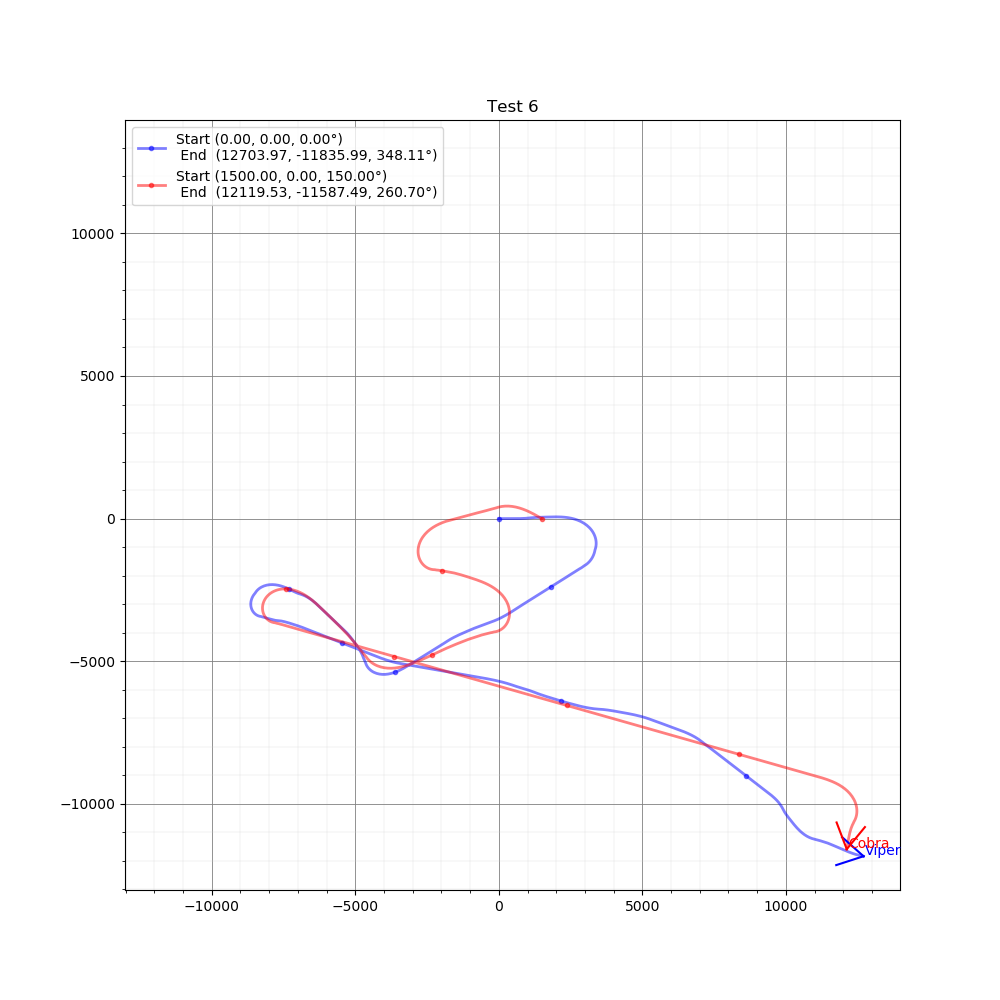 Test 6
Start (0.00, 0.00, 0.00°)
End (12703.97, -11835.99, 348.11°)
Start (1500.00, 0.00, 150.00°)
End (12119.53, -11587.49, 260.70°)
10000
5000
0
−5000
−10000
Cobra
Viper
−10000
−5000
0
5000
10000